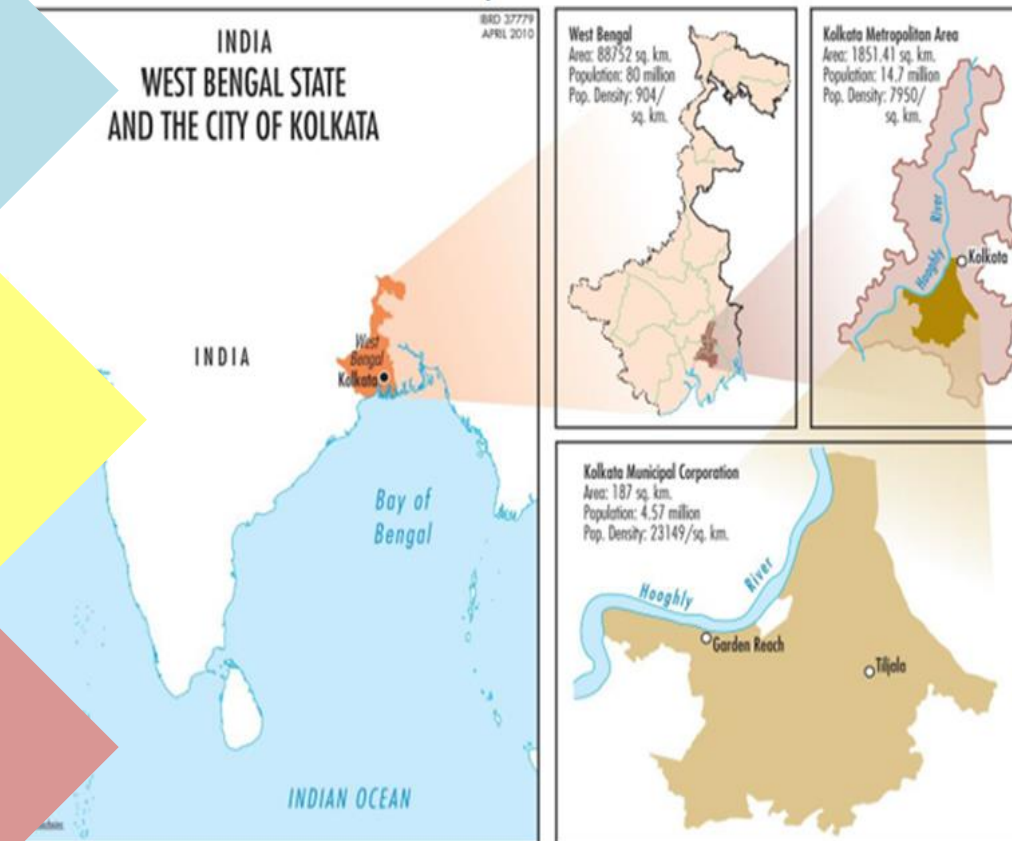 IBRD 37779
APRIL 2010
INDIA
WEST BENGAL STATE
AND THE CITY OF KOLKATA
INDIA
West
Bengal
Kolkata
Bay of
Bengal
INDIAN OCEAN
West Bengal
Area: 88752 sq. km.
Population: 80 million
Pop. Density: 904/
sq. km.
Kolkata Metropolitan Area
Area: 1851.41 sq. km.
Population: 14.7 million
Pop. Density: 7950/
sq. km.
Hooghly River
Kolkata
Kolkata Municipal Corporation
Area: 187 sq. km.
Population: 4.57 million
Pop. Density: 23149/sq. km.
Hooghly River
Garden Reach
Tiljala